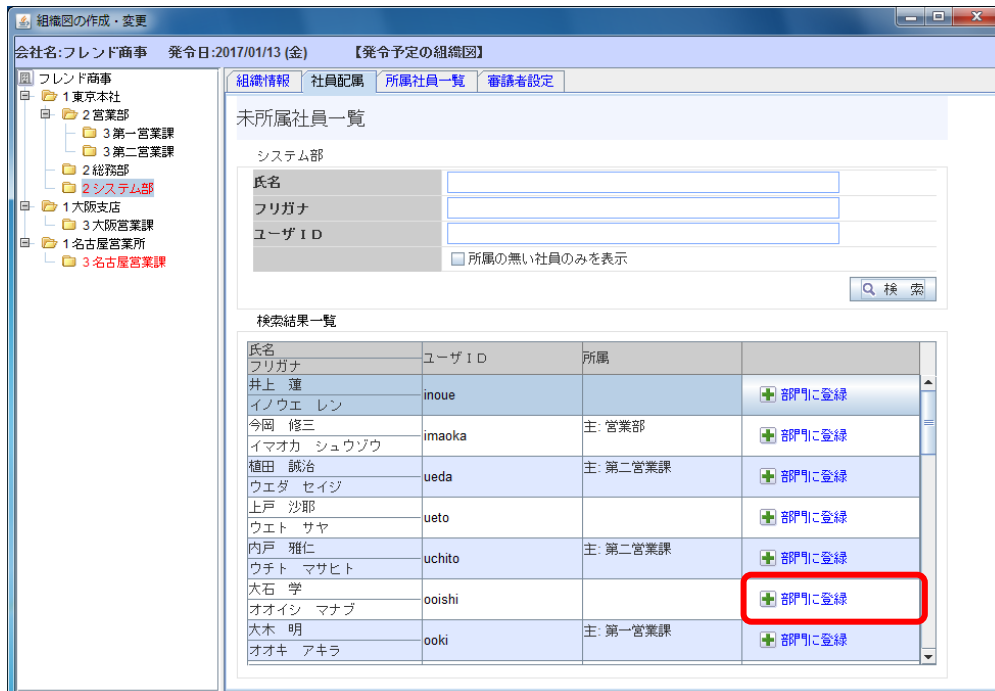 組織図の作成・変更
会社名:フレンド商事 発令日:2017/01/13 (金) 【発令予定の組織図】
フレンド商事
1東京本社
2営業部
3第一営業課
3第二営業課
2総務部
2システム部
1大阪支店
3大阪営業課
1名古屋営業所
3名古屋営業課
組織情報 社員配属 所属社員一覧 審議者設定
未所属社員一覧
システム部
氏名
フリガナ
ユーザID
所属の無い社員のみを表示
検 索
検索結果一覧
氏名
フリガナ
ユーザID
所属
井上 蓮
イノウエ レン
inoue
部門に登録
今岡 修三
イマオカ シュウゾウ
imaoka
主: 営業部
部門に登録
植田 誠治
ウエダ セイジ
ueda
主: 第二営業課
部門に登録
上戸 沙耶
ウエト サヤ
ueto
部門に登録
内戸 雅仁
ウチト マサヒト
uchito
主: 第二営業課
部門に登録
大石 学
オオイシ マナブ
ooishi
部門に登録
大木 明
オオキ アキラ
ooki
主: 第一営業課
部門に登録